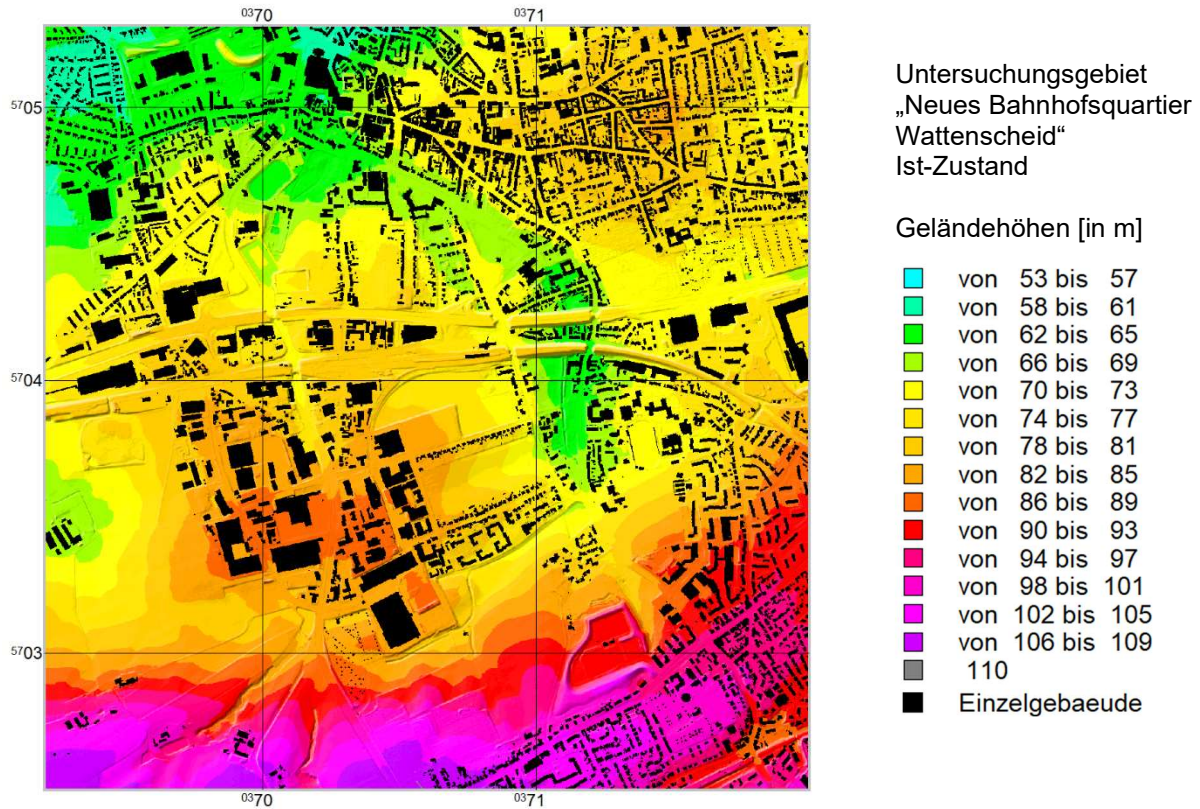 0370 0371
Untersuchungsgebiet
„Neues Bahnhofsquartier
Wattenscheid“
Ist-Zustand
Geländehöhen [in m]
von 53 bis 57
von 58 bis 61
von 62 bis 65
von 66 bis 69
von 70 bis 73
von 74 bis 77
von 78 bis 81
von 82 bis 85
von 86 bis 89
von 90 bis 93
von 94 bis 97
von 98 bis 101
von 102 bis 105
von 106 bis 109
110
Einzelgebaeude
5705
5704
5703
0370 0371